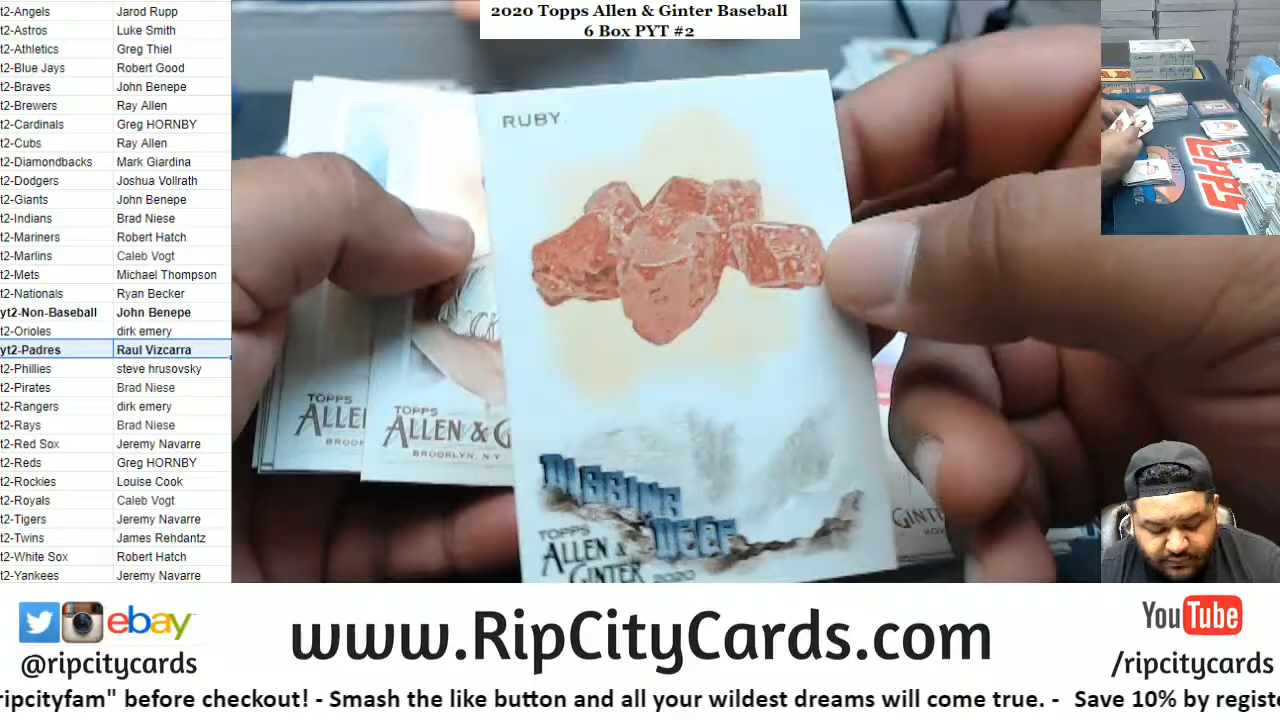 2020 Topps Allen & Ginter Baseball
6 Box PYT #2
t2-Angels Jarod Rupp
t2-Astros Luke Smith
t2-Athletics Greg Thiel
t2-Blue Jays Robert Good
t2-Braves John Benepe
t2-Brewers Ray Allen
t2-Cardinals Greg HORNBY
t2-Cubs Ray Allen
t2-Diamondbacks Mark Giardina
t2-Dodgers Joshua Vollrath
t2-Giants John Benepe
t2-Indians Brad Niese
t2-Mariners Robert Hatch
t2-Marlins Caleb Vogt
t2-Mets Michael Thompson
t2-Nationals Ryan Becker
yt2-Non-Baseball John Benepe
t2-Orioles dirk emery
yt2-Padres Raul Vizcarra
t2-Phillies steve hrusovsky
t2-Pirates Brad Niese
t2-Rangers dirk emery
t2-Rays Brad Niese
t2-Red Sox Jeremy Navarre
t2-Reds Greg HORNBY
t2-Rockies Louise Cook
t2-Royals Caleb Vogt
t2-Tigers Jeremy Navarre
t2-Twins James Rehdantz
t2-White Sox Robert Hatch
t2-Yankees Jeremy Navarre
RUBY
DIGGING
DEEP
TOPPS
ALLEN &
GINTER 2020
TOPPS
ALLEN & G
BROOKLYN, N.Y
ALLE
BROOK
GINTE
TOPPS
ebay
@ripcitycards
www.RipCityCards.com
YouTube
/ripcitycards
ripcityfam" before checkout! - Smash the like button and all your wildest dreams will come true. - Save 10% by registe